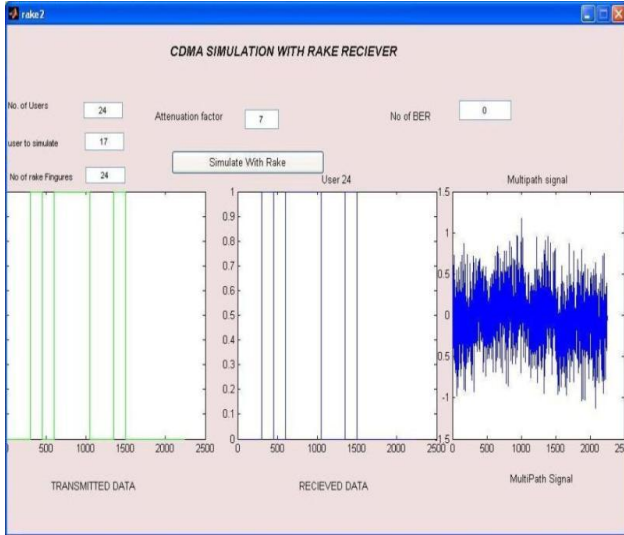 rake2
CDMA SIMULATION WITH RAKE RECIEVER
No. of Users 24
Attenuation factor 7
No of BER 0
user to simulate 17
Simulate With Rake
No of rake Fingures 24
User 24
Multipath signal
1 1.5
0.9
0.8 1
0.7
0.6 0.5
0.5 0
0.4
0.3 0.5
0.2 -1
0.1
0 1.5
500 1000 1500 2000 2500
0 500 1000 1500 2000 2500
0 500 1000 1500 2000 250
TRANSMITTED DATA
RECIEVED DATA
MultiPath Signal